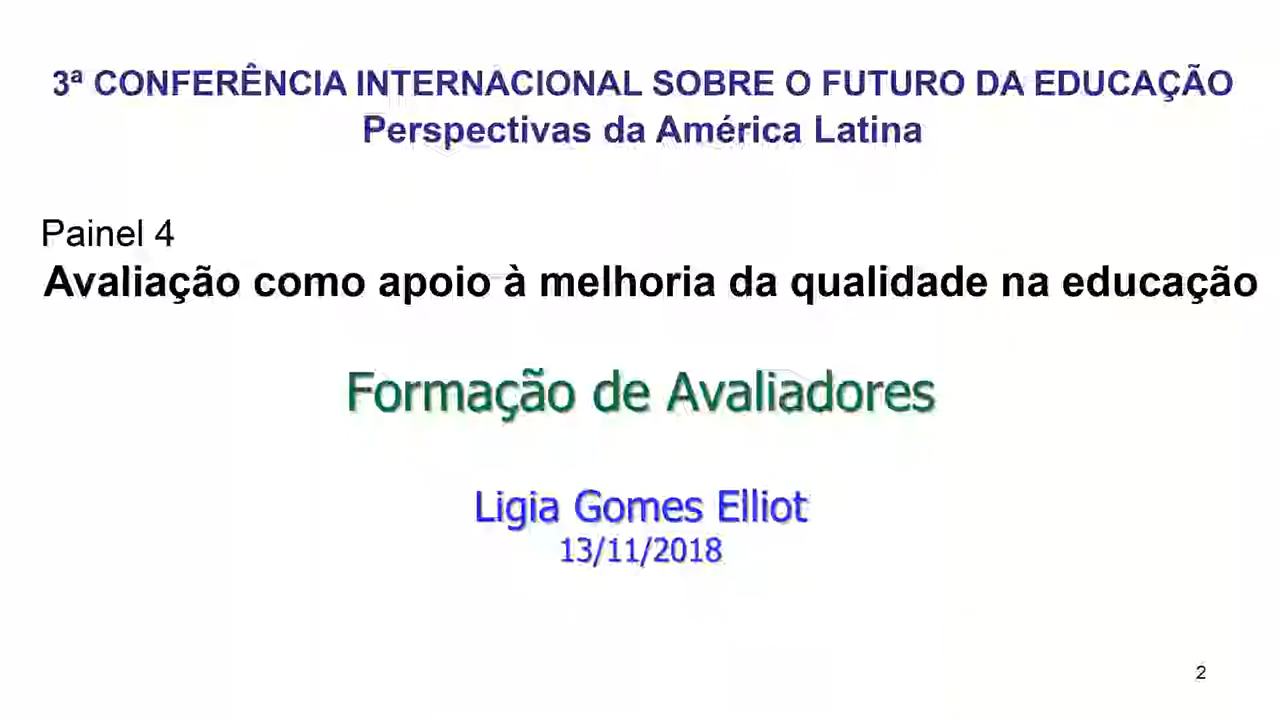 3ª CONFERÊNCIA INTERNACIONAL SOBRE O FUTURO DA EDUCAÇÃO
Perspectivas da América Latina
Painel 4
Avaliação como apoio à melhoria da qualidade na educação
Formação de Avaliadores
Ligia Gomes Elliot
13/11/2018
2